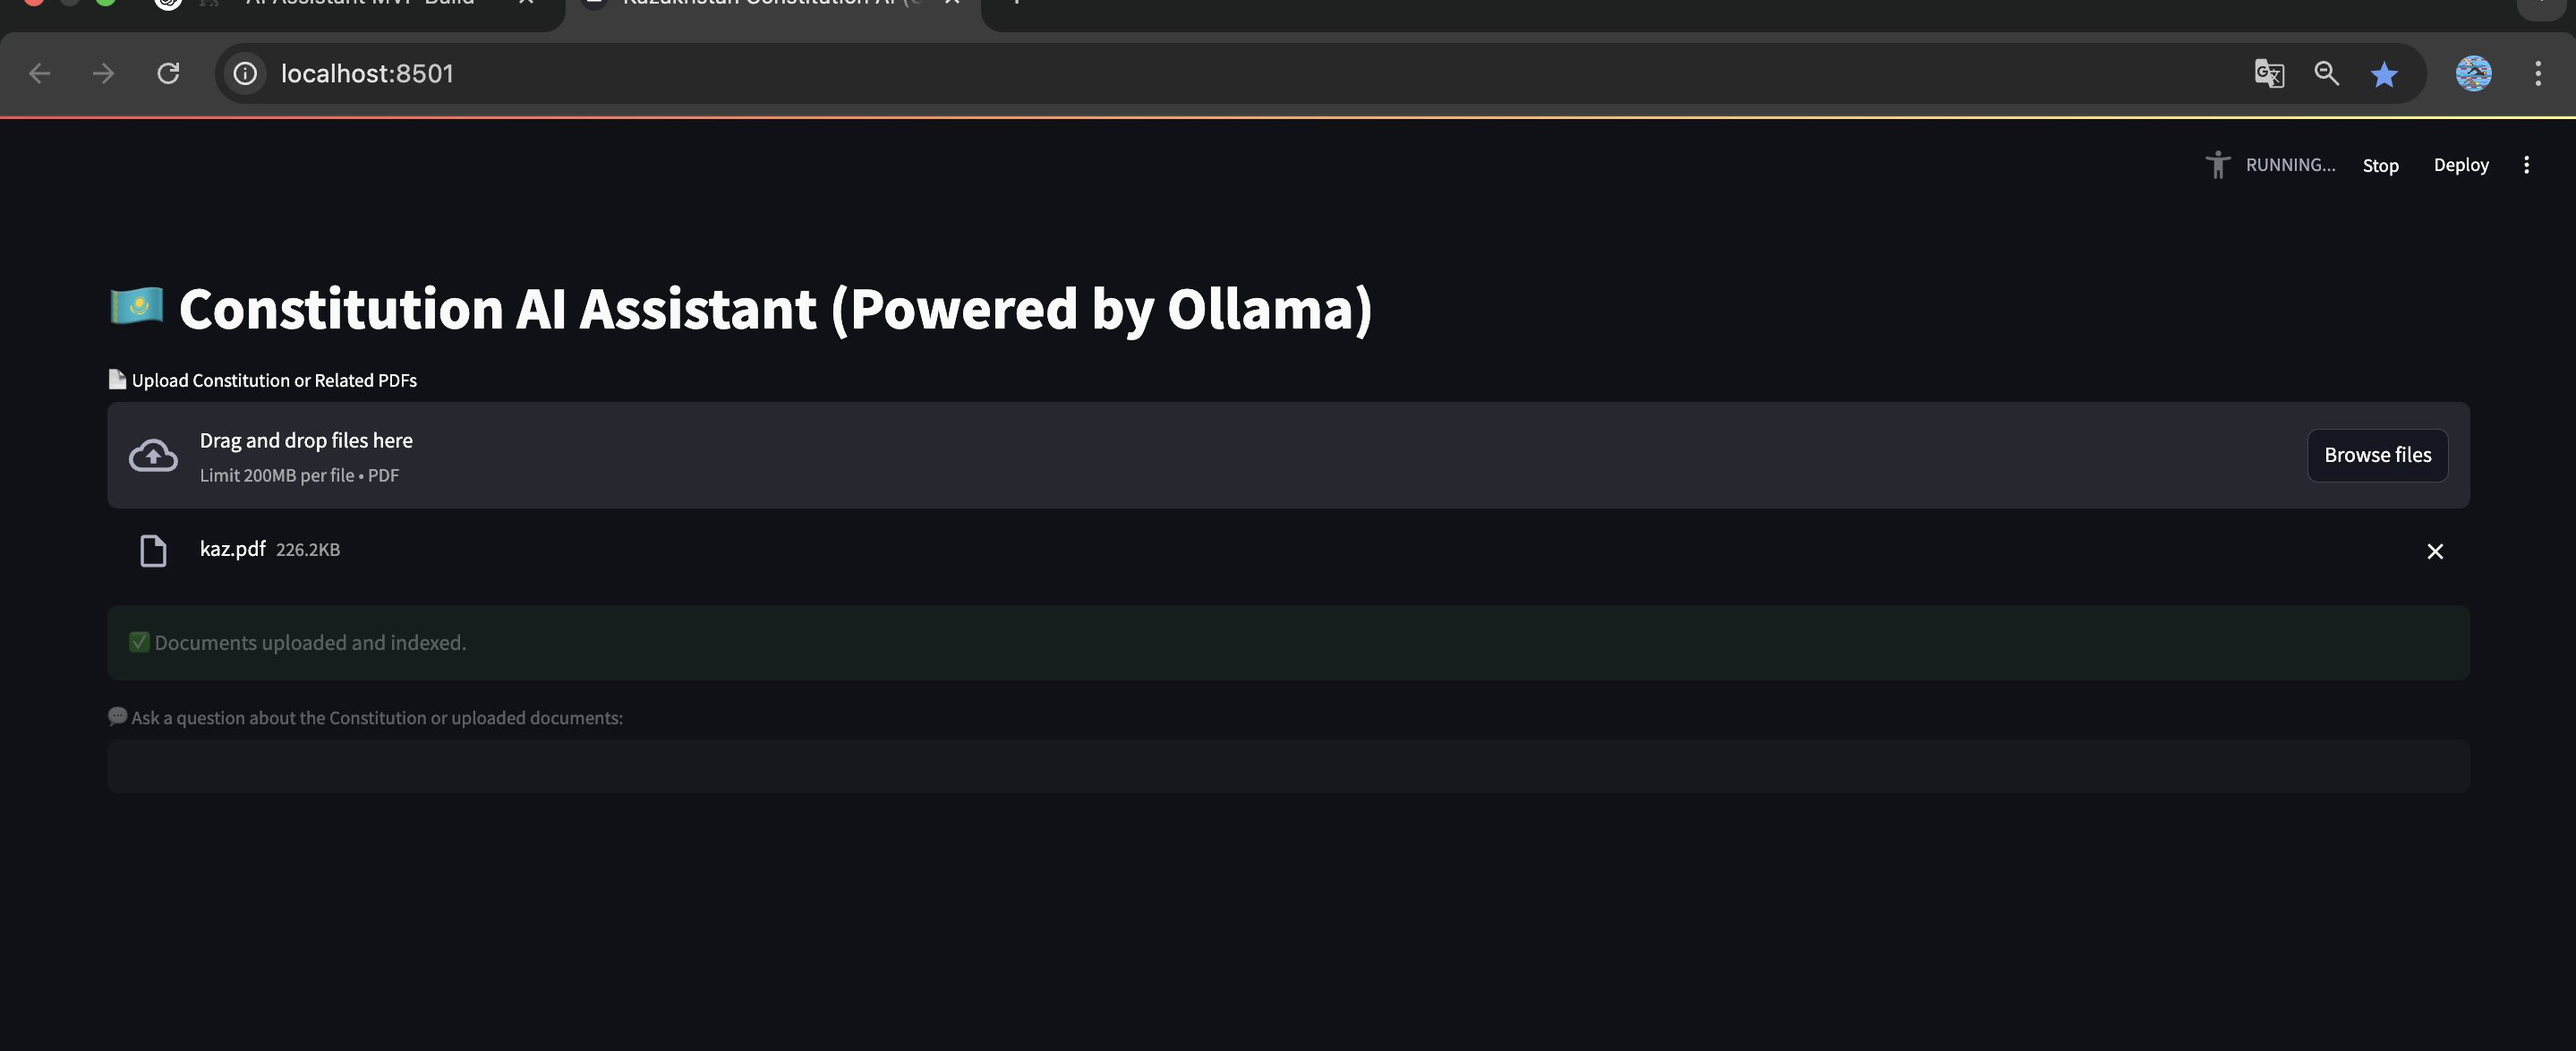 localhost:8501
RUNNING... Stop Deploy
Constitution AI Assistant (Powered by Ollama)
Upload Constitution or Related PDFs
Drag and drop files here
Limit 200MB per file • PDF
Browse files
kaz.pdf 226.2KB
Documents uploaded and indexed.
Ask a question about the Constitution or uploaded documents: